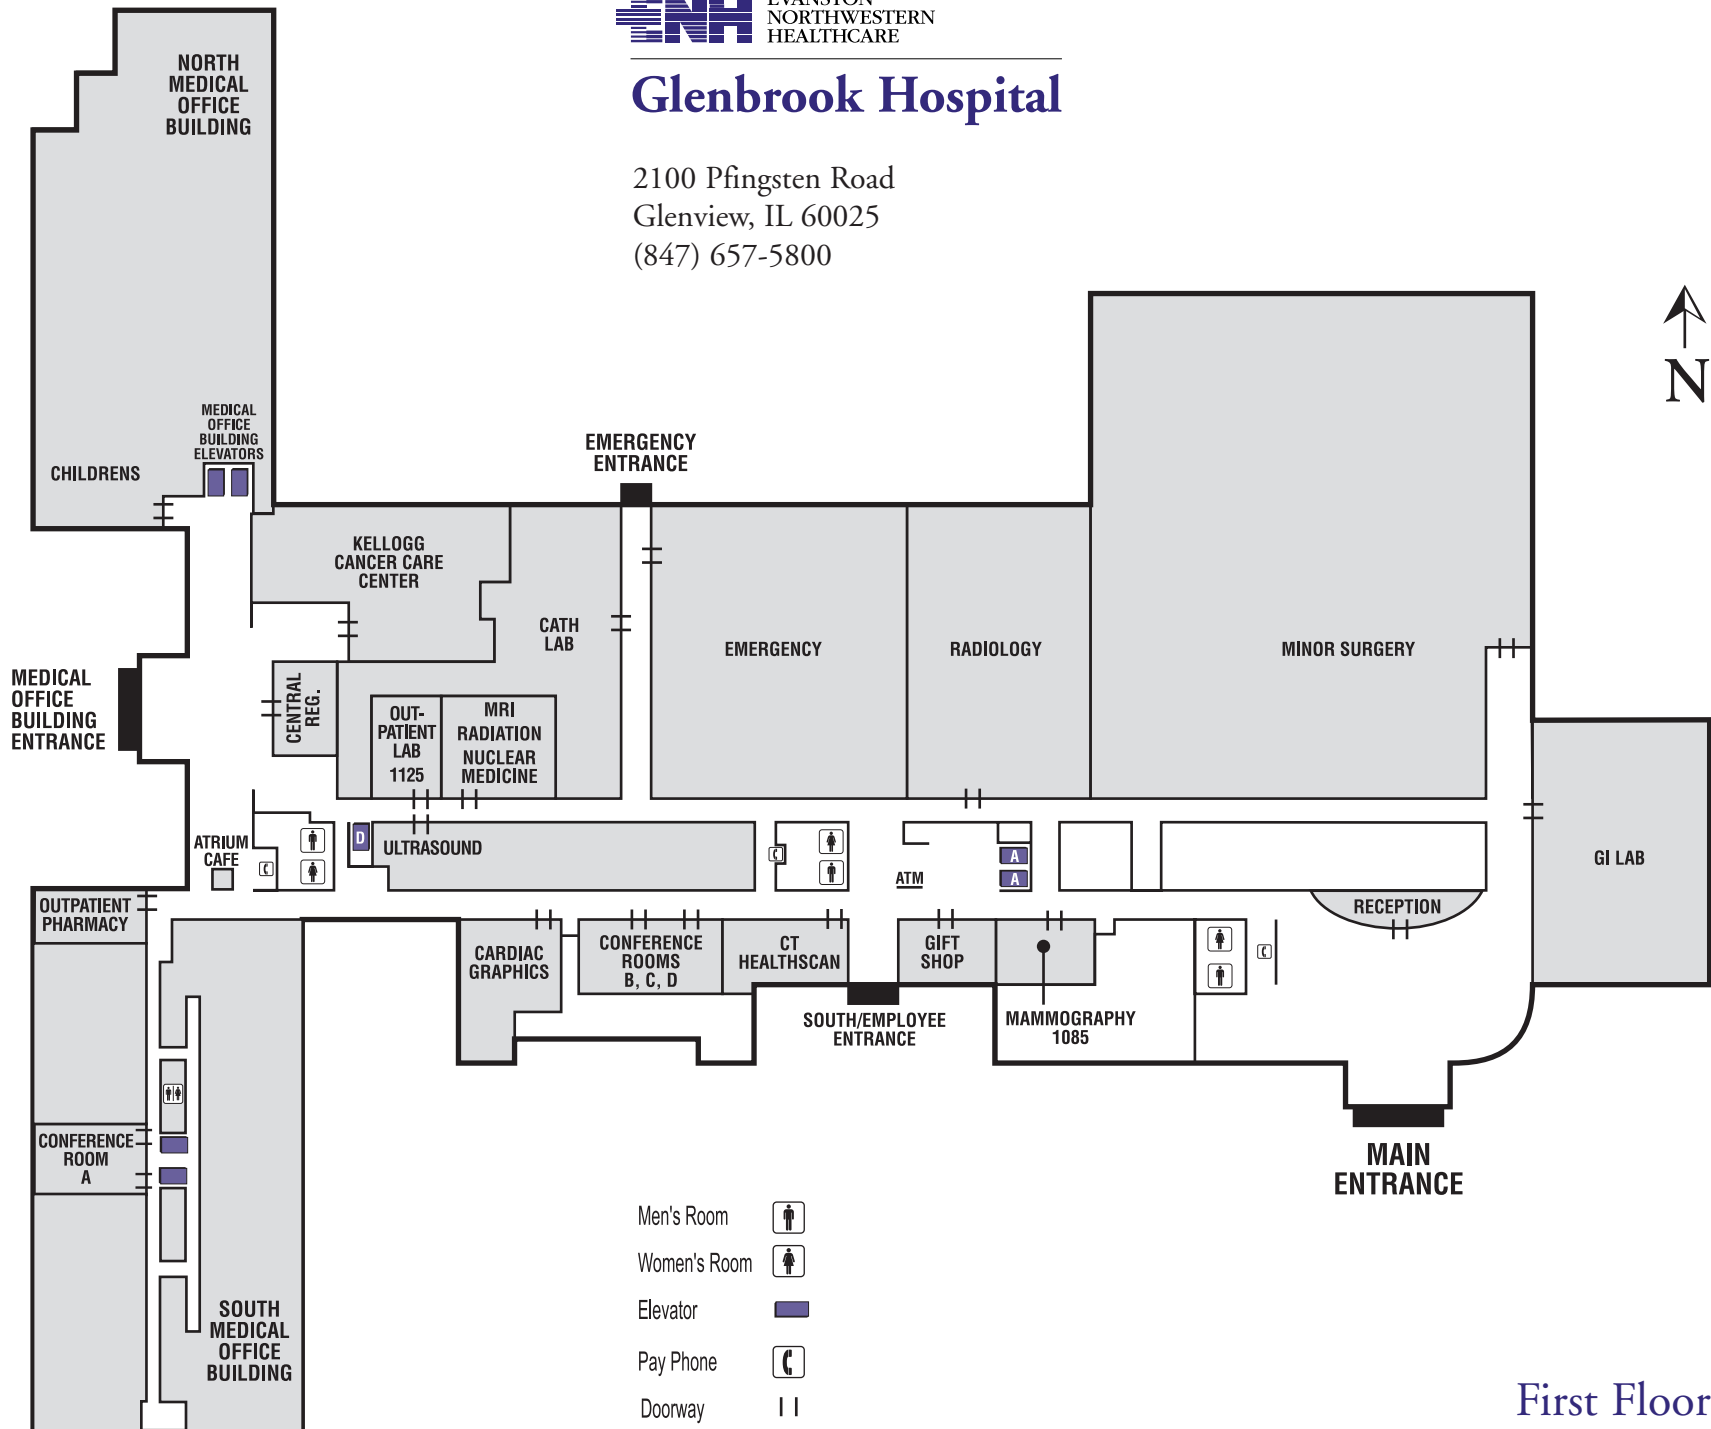 ENH
EVANSTON
NORTHWESTERN
HEALTHCARE
Glenbrook Hospital
2100 Pfingsten Road
Glenview, IL 60025
(847) 657-5800
N
NORTH
MEDICAL
OFFICE
BUILDING
MEDICAL
OFFICE
BUILDING
ELEVATORS
CHILDRENS
EMERGENCY
ENTRANCE
KELLOGG
CANCER CARE
CENTER
CATH
LAB
EMERGENCY
RADIOLOGY
MINOR SURGERY
MEDICAL
OFFICE
BUILDING
ENTRANCE
CENTRAL
REG.
OUT-
PATIENT
LAB
1125
MRI
RADIATION
NUCLEAR
MEDICINE
ATRIUM
CAFE
D
ULTRASOUND
ATM
A
A
GI LAB
OUTPATIENT
PHARMACY
RECEPTION
CARDIAC
GRAPHICS
CONFERENCE
ROOMS
B, C, D
CT
HEALTHSCAN
GIFT
SHOP
SOUTH/EMPLOYEE
ENTRANCE
MAMMOGRAPHY
1085
CONFERENCE
ROOM
A
MAIN
ENTRANCE
SOUTH
MEDICAL
OFFICE
BUILDING
Men's Room
Women's Room
Elevator
Pay Phone
Doorway
First Floor